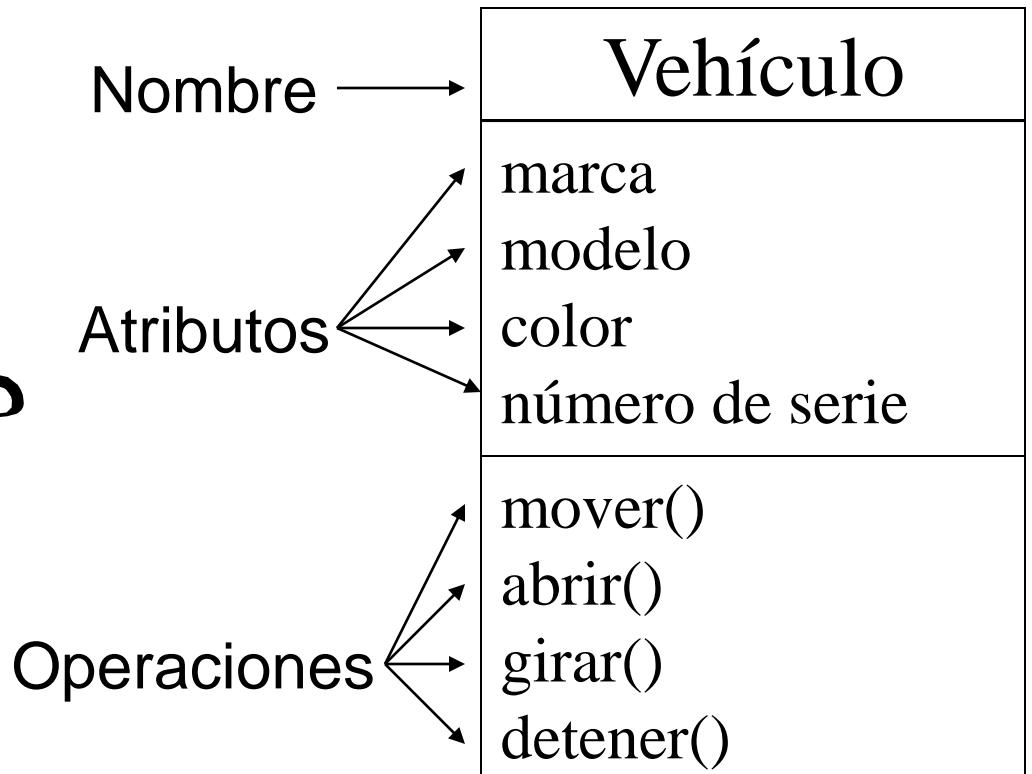 Nombre
Vehículo
Atributos
marca
modelo
color
número de serie
Operaciones
mover()
abrir()
girar()
detener()